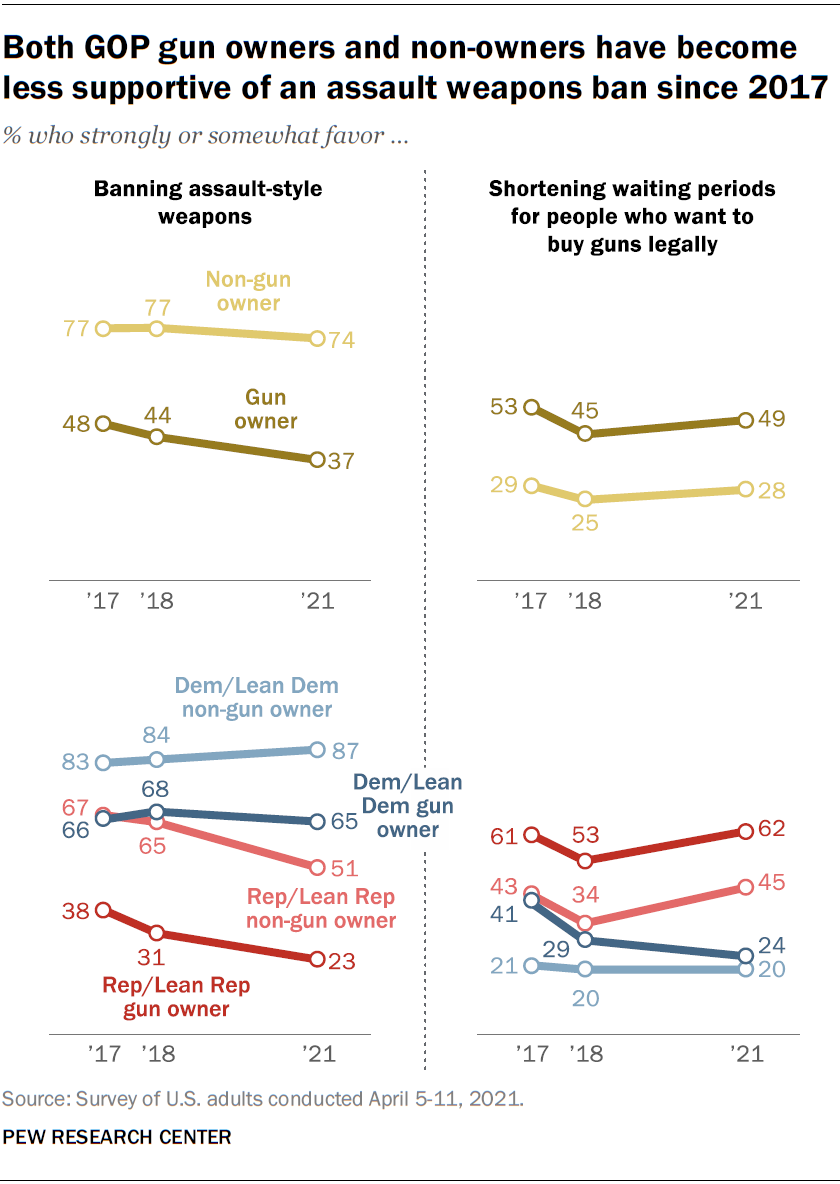 Both GOP gun owners and non-owners have become
less supportive of an assault weapons ban since 2017
% who strongly or somewhat favor ...
Banning assault-style
weapons
Non-gun
owner
77
77
74
Gun
owner
48
44
37
’17 ’18 ’21
Shortening waiting periods
for people who want to
buy guns legally
53
45
49
29
25
28
’17 ’18 ’21
Dem/Lean Dem
non-gun owner
83
84
87
Dem/Lean
Dem gun
owner
67
66
68
65
65
51
Rep/Lean Rep
non-gun owner
38
31
23
Rep/Lean Rep
gun owner
’17 ’18 ’21
61
53
62
43
34
45
41
29
24
21
20
20
’17 ’18 ’21
Source: Survey of U.S. adults conducted April 5-11, 2021.
PEW RESEARCH CENTER